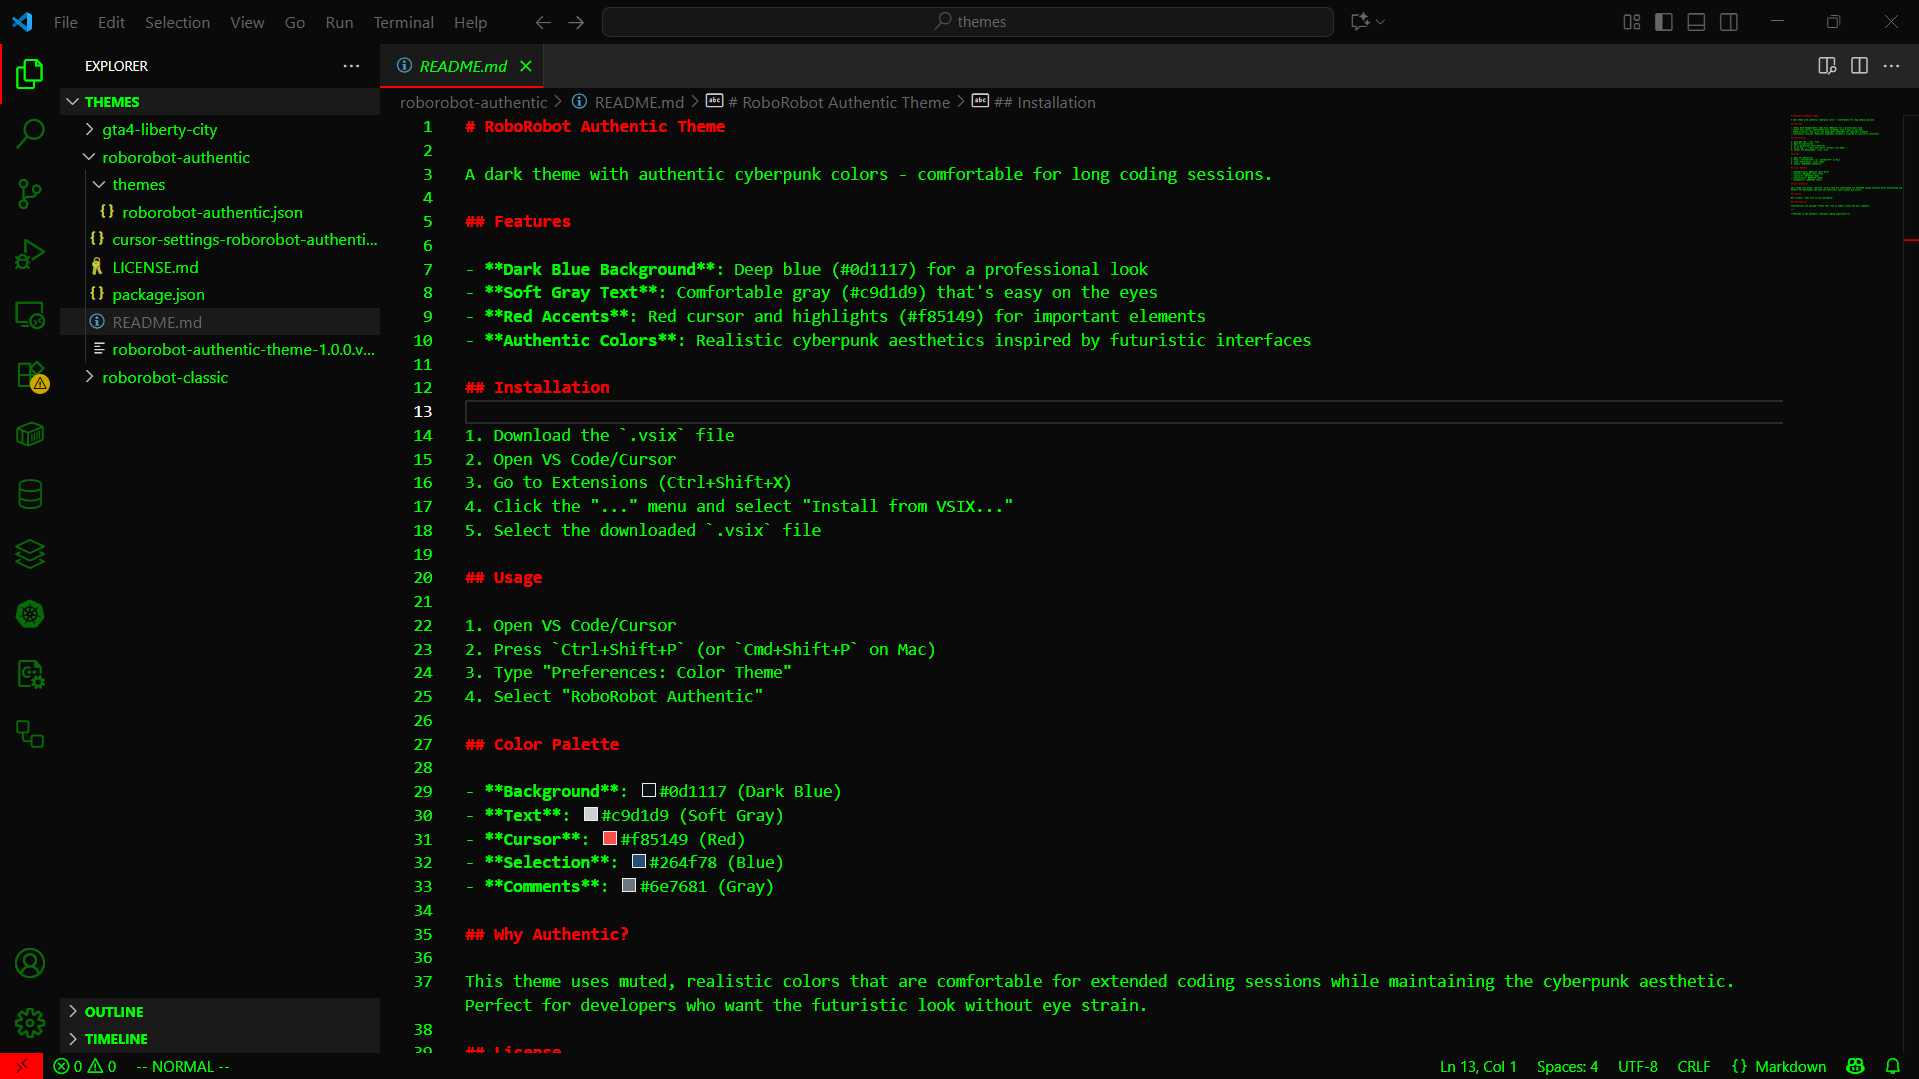 File Edit Selection View Go Run Terminal Help
themes
EXPLORER
THEMES
gta4-liberty-city
roborobot-authentic
themes
{} roborobot-authentic.json
{} cursor-settings-roborobot-authenti...
LICENSE.md
{} package.json
README.md
roborobot-authentic-theme-1.0.0.v...
roborobot-classic
OUTLINE
TIMELINE
README.md
roborobot-authentic > README.md > # RoboRobot Authentic Theme > ## Installation
1 # RoboRobot Authentic Theme
2
3 A dark theme with authentic cyberpunk colors - comfortable for long coding sessions.
4
5 ## Features
6
7 - **Dark Blue Background**: Deep blue (#0d1117) for a professional look
8 - **Soft Gray Text**: Comfortable gray (#c9d1d9) that's easy on the eyes
9 - **Red Accents**: Red cursor and highlights (#f85149) for important elements
10 - **Authentic Colors**: Realistic cyberpunk aesthetics inspired by futuristic interfaces
11
12 ## Installation
13
14 1. Download the `.vsix` file
15 2. Open VS Code/Cursor
16 3. Go to Extensions (Ctrl+Shift+X)
17 4. Click the "..." menu and select "Install from VSIX..."
18 5. Select the downloaded `.vsix` file
19
20 ## Usage
21
22 1. Open VS Code/Cursor
23 2. Press `Ctrl+Shift+P` (or `Cmd+Shift+P` on Mac)
24 3. Type "Preferences: Color Theme"
25 4. Select "RoboRobot Authentic"
26
27 ## Color Palette
28
29 - **Background**: #0d1117 (Dark Blue)
30 - **Text**: #c9d1d9 (Soft Gray)
31 - **Cursor**: #f85149 (Red)
32 - **Selection**: #264f78 (Blue)
33 - **Comments**: #6e7681 (Gray)
34
35 ## Why Authentic?
36
37 This theme uses muted, realistic colors that are comfortable for extended coding sessions while maintaining the cyberpunk aesthetic.
Perfect for developers who want the futuristic look without eye strain.
38
39 ## License
0 0 -- NORMAL -- Ln 13, Col 1 Spaces: 4 UTF-8 CRLF {} Markdown